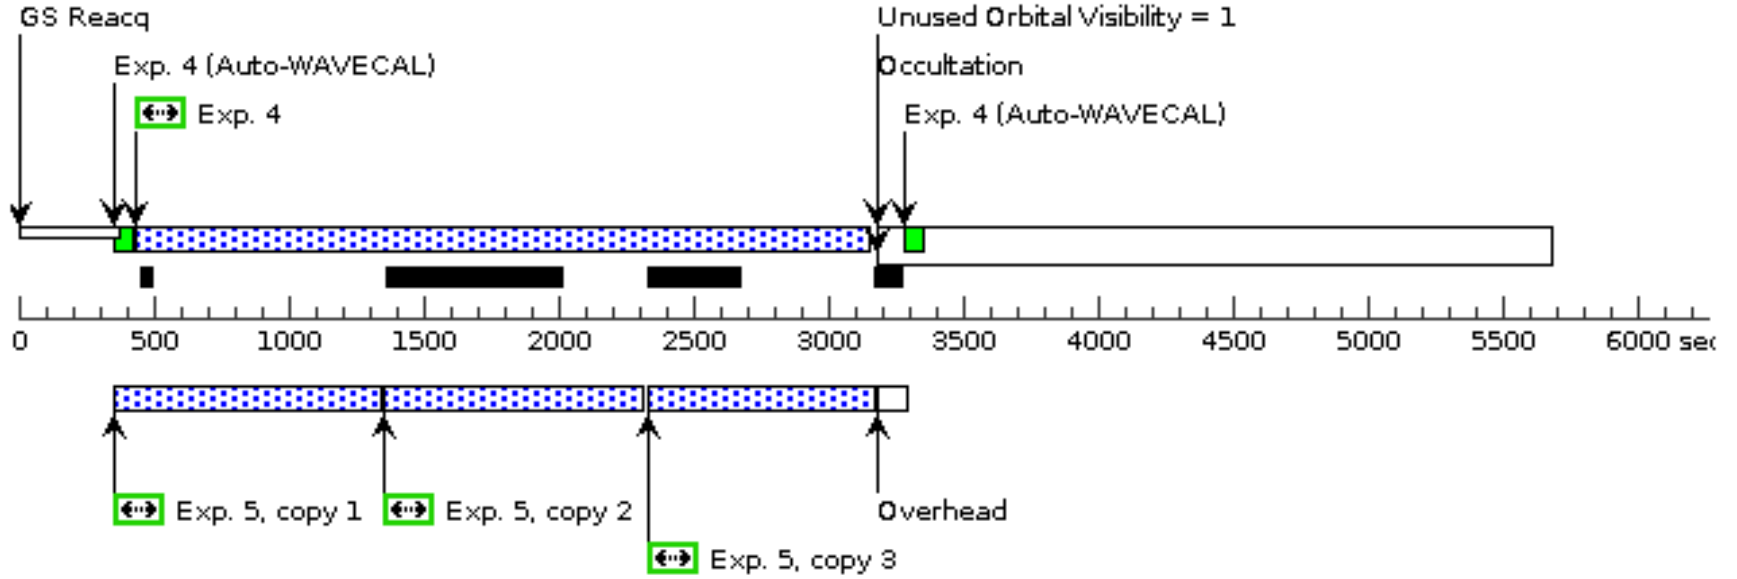 GS Reacq
Unused Orbital Visibility = 1
Exp. 4 (Auto-WAVECAL)
Occultation
Exp. 4
Exp. 4 (Auto-WAVECAL)
0 500 1000 1500 2000 2500 3000 3500 4000 4500 5000 5500 6000 sec
Exp. 5, copy 1
Exp. 5, copy 2
Overhead
Exp. 5, copy 3